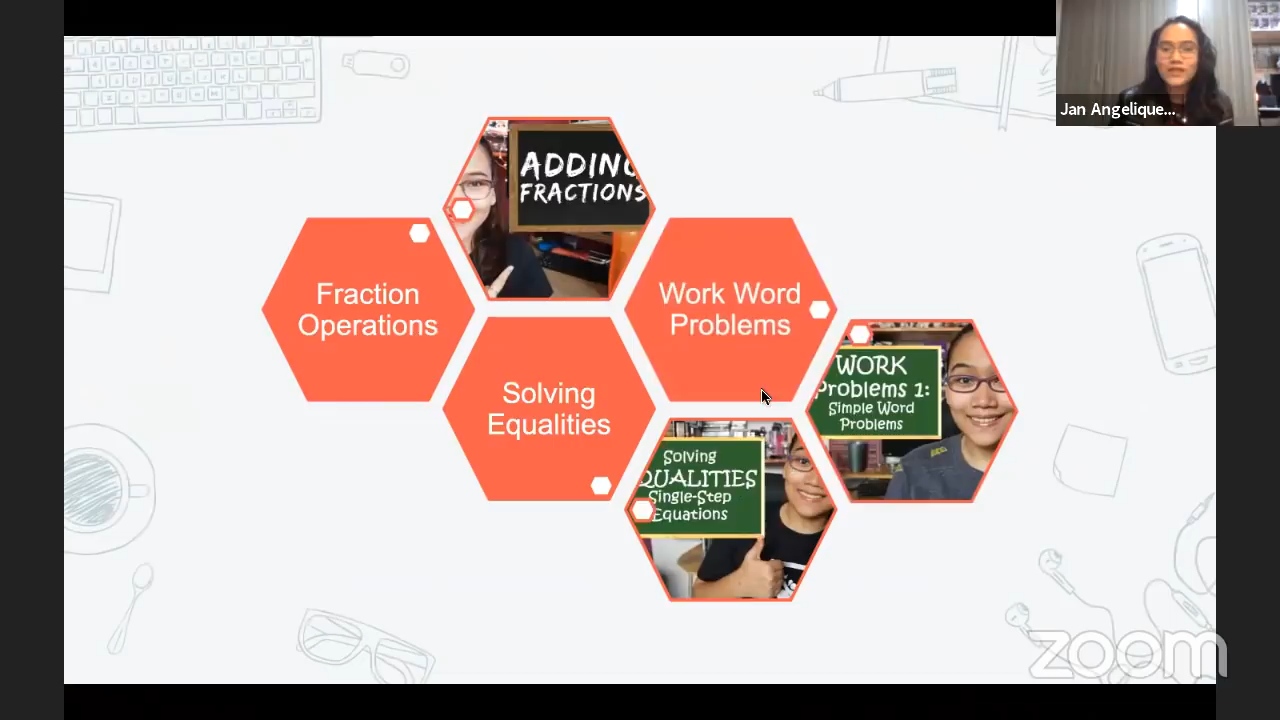 Jan Angelique...
ADDING
FRACTIONS
Fraction
Operations
Work Word
Problems
Solving
Equalities
WORK
Problems 1:
Simple Word
Problems
Solving
QUALITIES
Single-Step
Equations
zoom